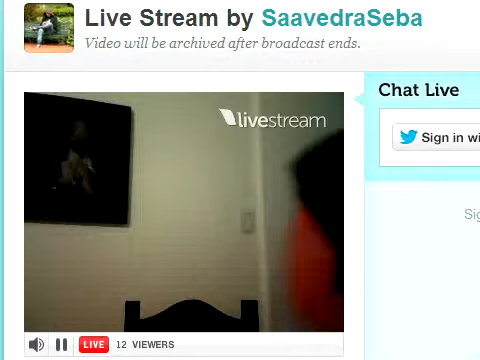 Live Stream by SaavedraSeba
Video will be archived after broadcast ends.
livestream
Chat Live
Sign in wi
Sig
LIVE 12 VIEWERS